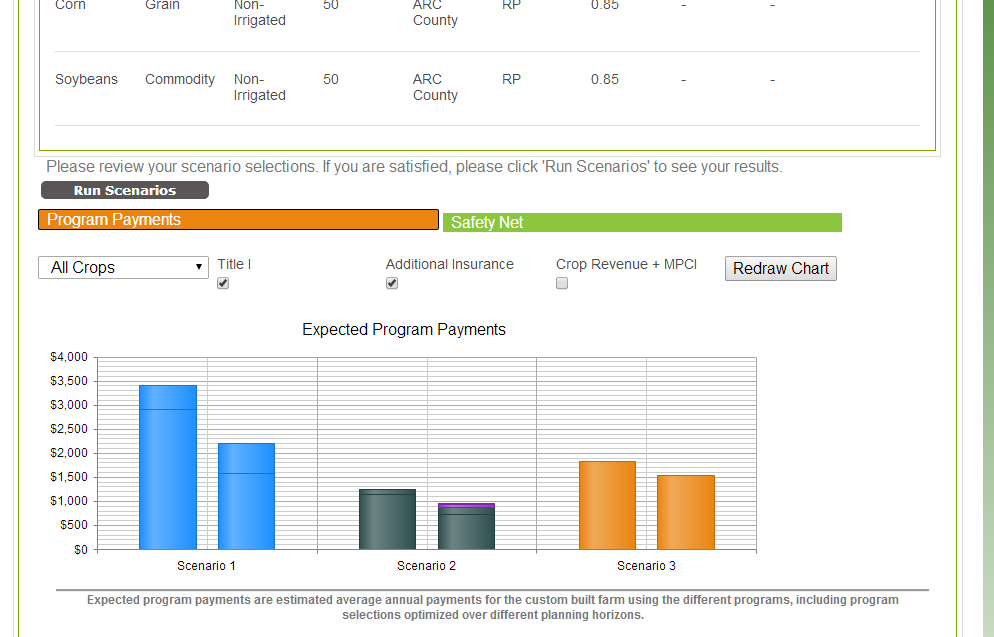 Corn Grain Non- 50 ARC RP 0.85 - -
Irrigated County
Soybeans Commodity Non- 50 ARC RP 0.85 - -
Irrigated County
Please review your scenario selections. If you are satisfied, please click 'Run Scenarios' to see your results.
Run Scenarios
Program Payments Safety Net
All Crops Title I Additional Insurance Crop Revenue + MPCI Redraw Chart
Expected Program Payments
$4,000
$3,500
$3,000
$2,500
$2,000
$1,500
$1,000
$500
$0
Scenario 1 Scenario 2 Scenario 3
Expected program payments are estimated average annual payments for the custom built farm using the different programs, including program
selections optimized over different planning horizons.